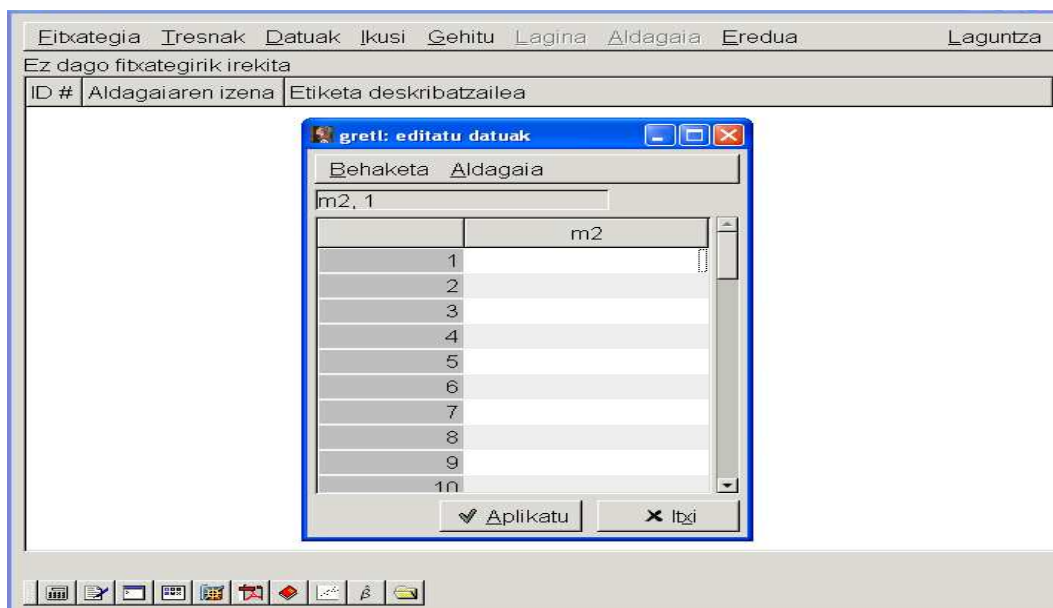 Fitxategia Tresnak Datuak Ikusi Gehitu Lagina Aldagaia Eredua Laguntza
Ez dago fitxategirik irekita
ID # Aldagaiaren izena Etiketa deskribatzailea
gretl: editatu datuak
Behaketa Aldagaia
m2, 1
m2
1
2
3
4
5
6
7
8
9
10
Aplikatu Itxi
β̂